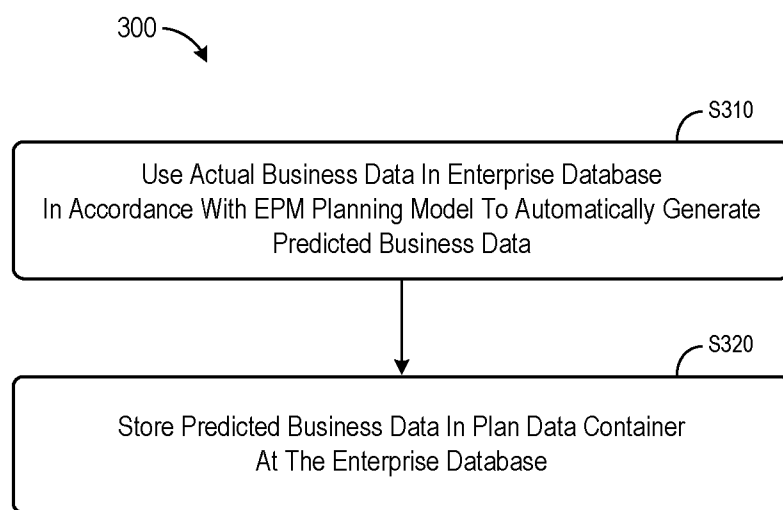 300
S310
Use Actual Business Data In Enterprise Database
In Accordance With EPM Planning Model To Automatically Generate
Predicted Business Data
S320
Store Predicted Business Data In Plan Data Container
At The Enterprise Database